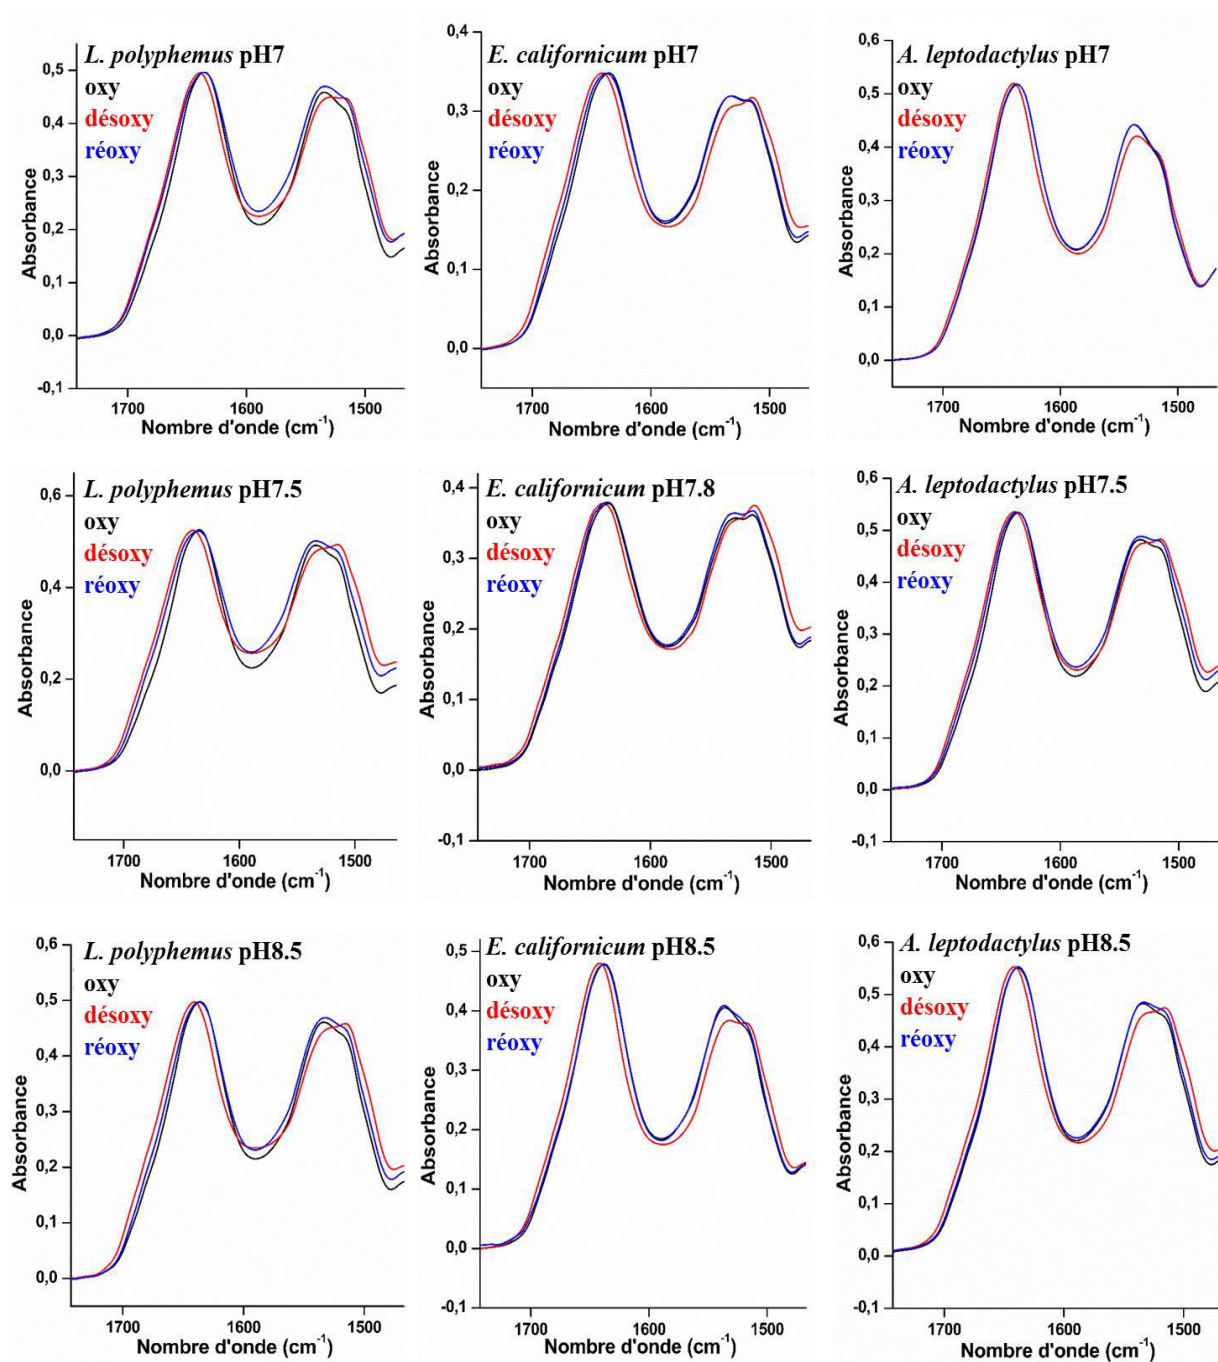 L. polyphemus pH7
oxy
désoxy
réoxy
Absorbance
0,5
0,4
0,3
0,2
0,1
0,0
-0,1
1700
1600
1500
Nombre d'onde (cm-1)
E. californicum pH7
oxy
désoxy
réoxy
Absorbance
0,4
0,3
0,2
0,1
0,0
1700
1600
1500
Nombre d'onde (cm-1)
A. leptodactylus pH7
oxy
désoxy
réoxy
Absorbance
0,6
0,5
0,4
0,3
0,2
0,1
0,0
1700
1600
1500
Nombre d'onde (cm-1)
L. polyphemus pH7.5
oxy
désoxy
réoxy
Absorbance
0,6
0,4
0,2
0,0
1700
1600
1500
Nombre d'onde (cm-1)
E. californicum pH7.8
oxy
désoxy
réoxy
Absorbance
0,4
0,3
0,2
0,1
0,0
-0,1
1700
1600
1500
Nombre d'onde (cm-1)
A. leptodactylus pH7.5
oxy
désoxy
réoxy
Absorbance
0,6
0,5
0,4
0,3
0,2
0,1
0,0
-0,1
1700
1600
1500
Nombre d'onde (cm-1)
L. polyphemus pH8.5
oxy
désoxy
réoxy
Absorbance
0,6
0,5
0,4
0,3
0,2
0,1
0,0
1700
1600
1500
Nombre d'onde (cm-1)
E. californicum pH8.5
oxy
désoxy
réoxy
Absorbance
0,5
0,4
0,3
0,2
0,1
0,0
-0,1
1700
1600
1500
Nombre d'onde (cm-1)
A. leptodactylus pH8.5
oxy
désoxy
réoxy
Absorbance
0,6
0,5
0,4
0,3
0,2
0,1
0,0
-0,1
1700
1600
1500
Nombre d'onde (cm-1)